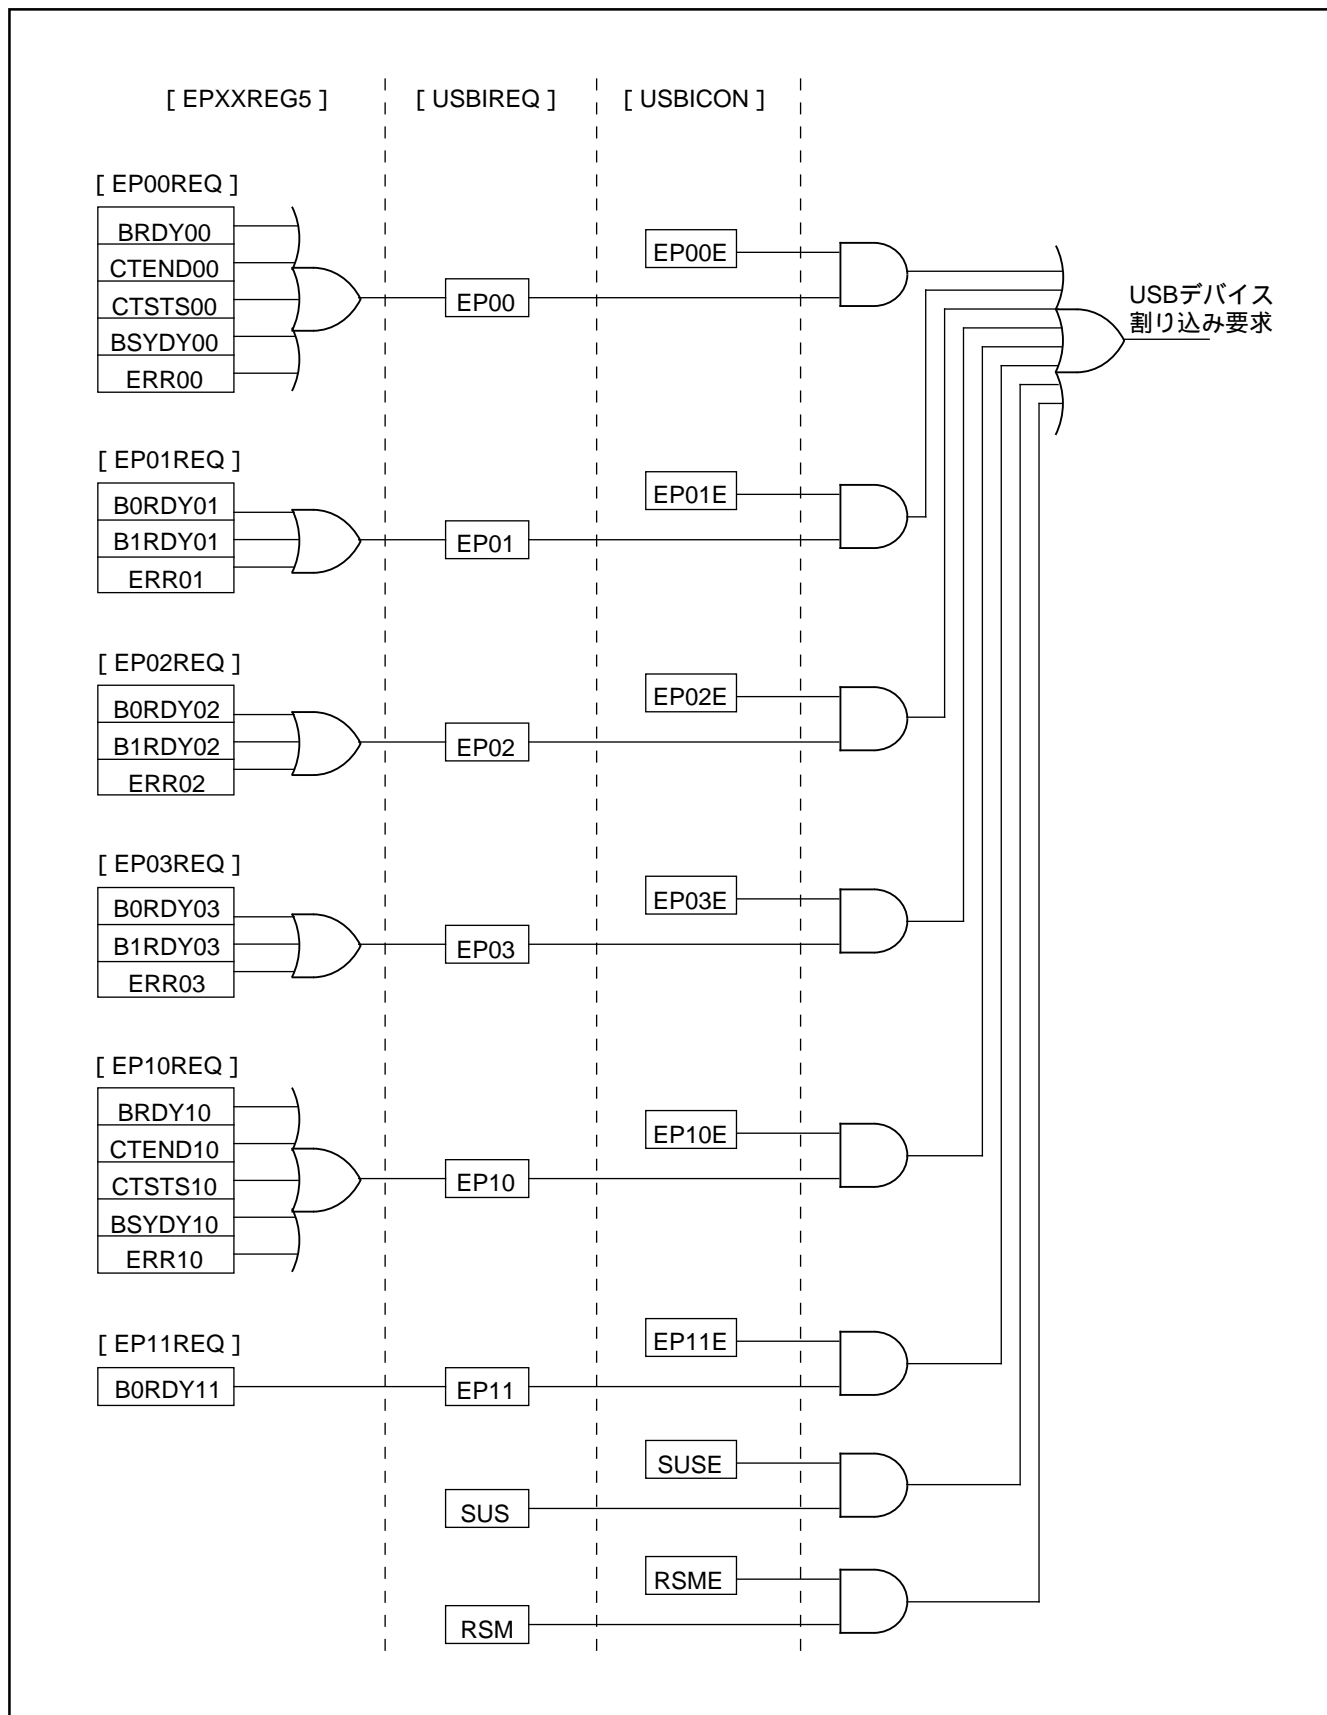 [ EPXXREG5 ]
[ USBIREQ ]
[ USBICON ]
[ EP00REQ ]
BRDY00
CTEND00
CTSTS00
BSYDY00
ERR00
EP00
EP00E
USBデバイス
割り込み要求
[ EP01REQ ]
B0RDY01
B1RDY01
ERR01
EP01
EP01E
[ EP02REQ ]
B0RDY02
B1RDY02
ERR02
EP02
EP02E
[ EP03REQ ]
B0RDY03
B1RDY03
ERR03
EP03
EP03E
[ EP10REQ ]
BRDY10
CTEND10
CTSTS10
BSYDY10
ERR10
EP10
EP10E
[ EP11REQ ]
B0RDY11
EP11
EP11E
SUSE
SUS
RSME
RSM